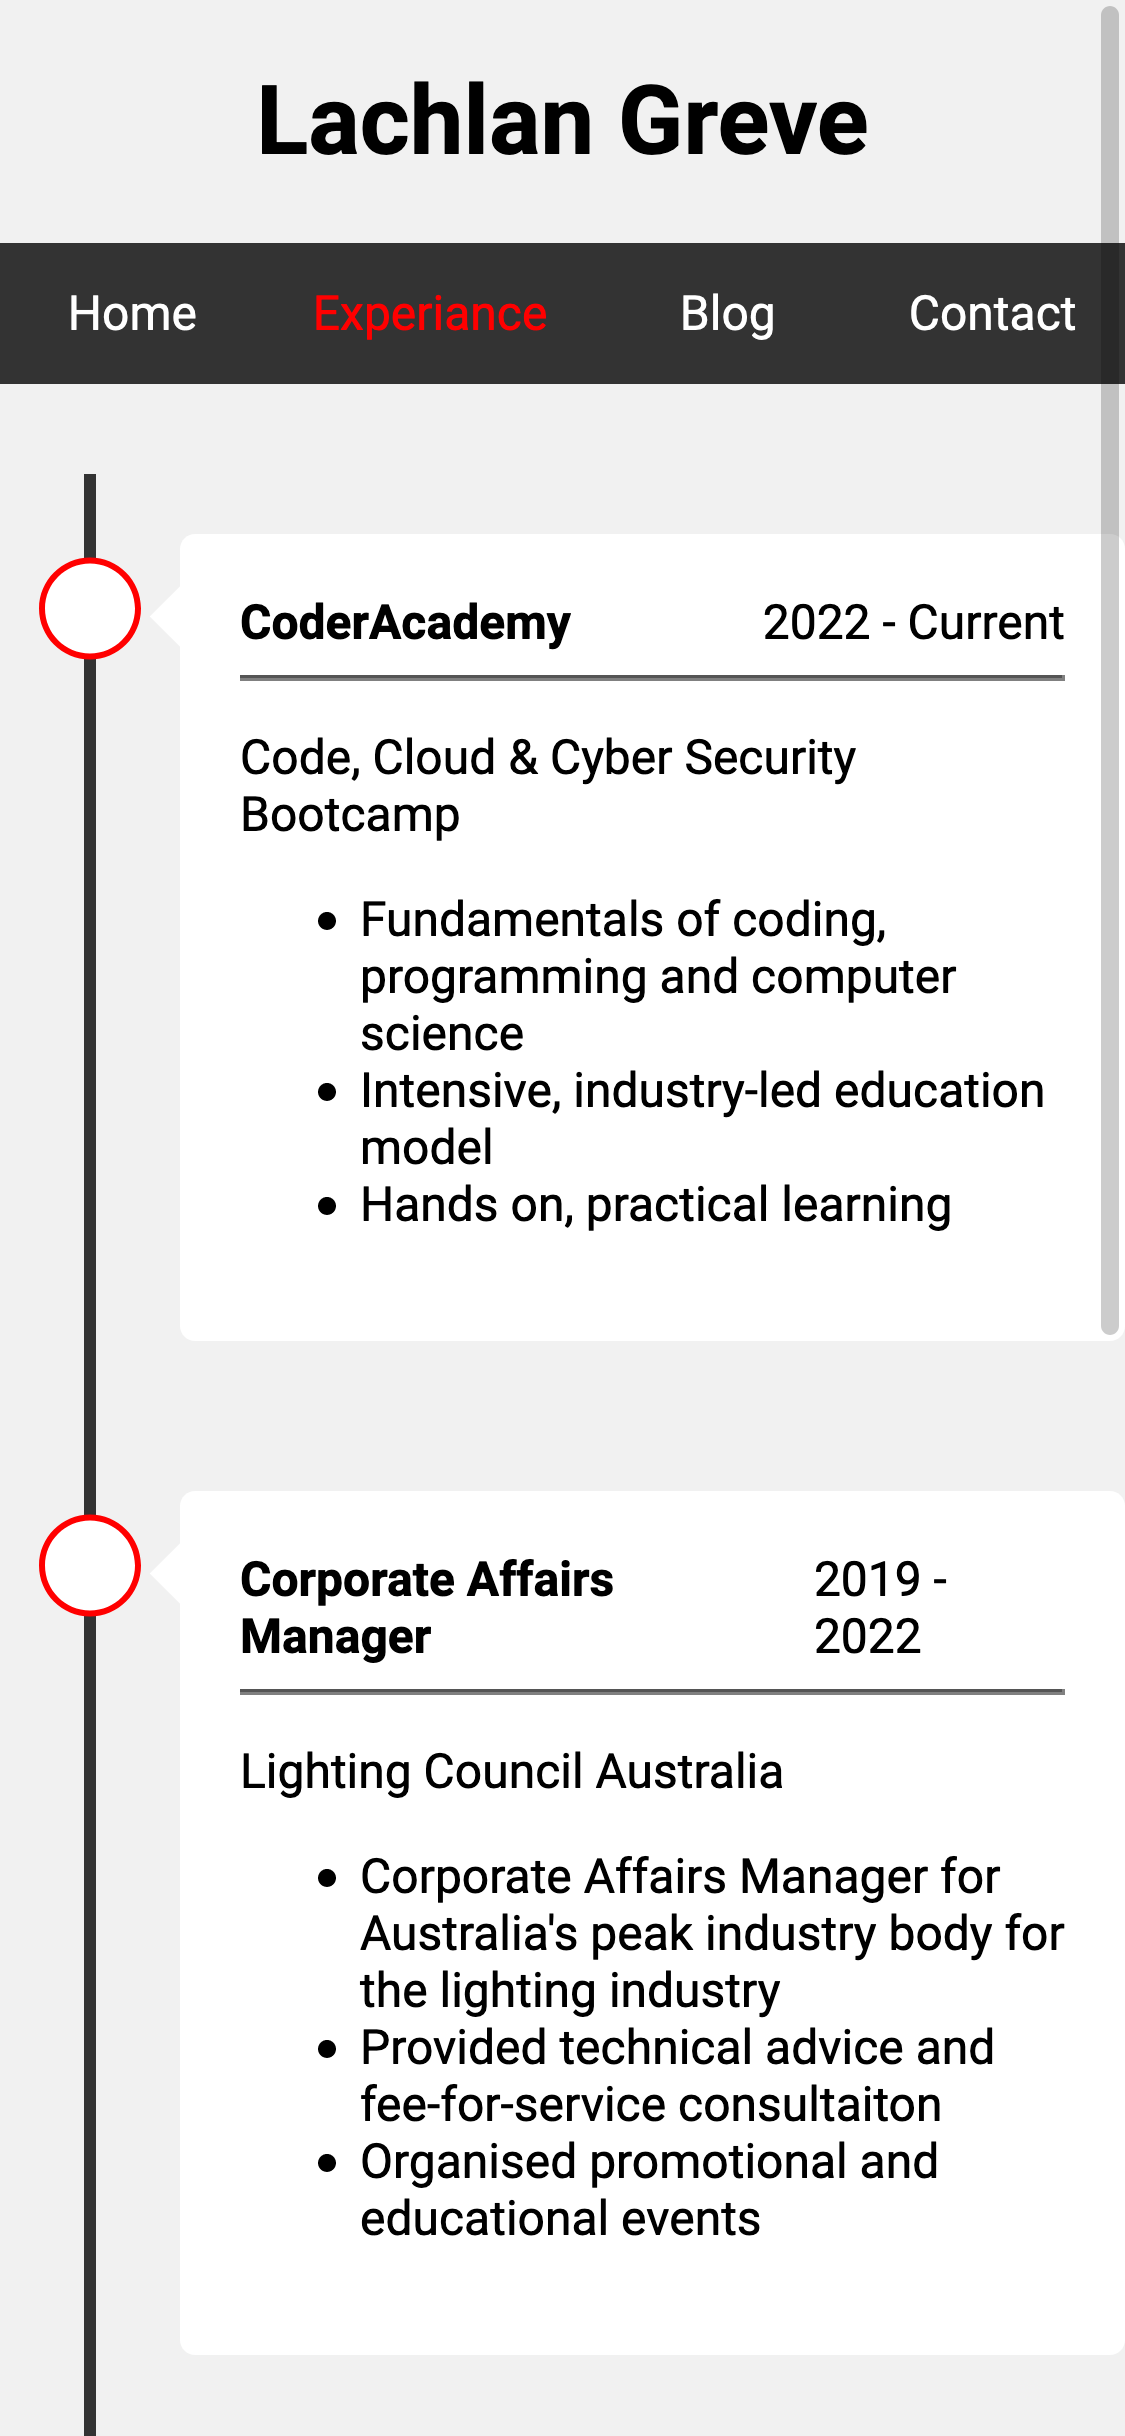 Lachlan Greve
Home Experiance Blog Contact
CoderAcademy 2022 - Current
Code, Cloud & Cyber Security
Bootcamp
Fundamentals of coding,
programming and computer
science
Intensive, industry-led education
model
Hands on, practical learning
Corporate Affairs
Manager
2019 -
2022
Lighting Council Australia
Corporate Affairs Manager for
Australia's peak industry body for
the lighting industry
Provided technical advice and
fee-for-service consultaiton
Organised promotional and
educational events